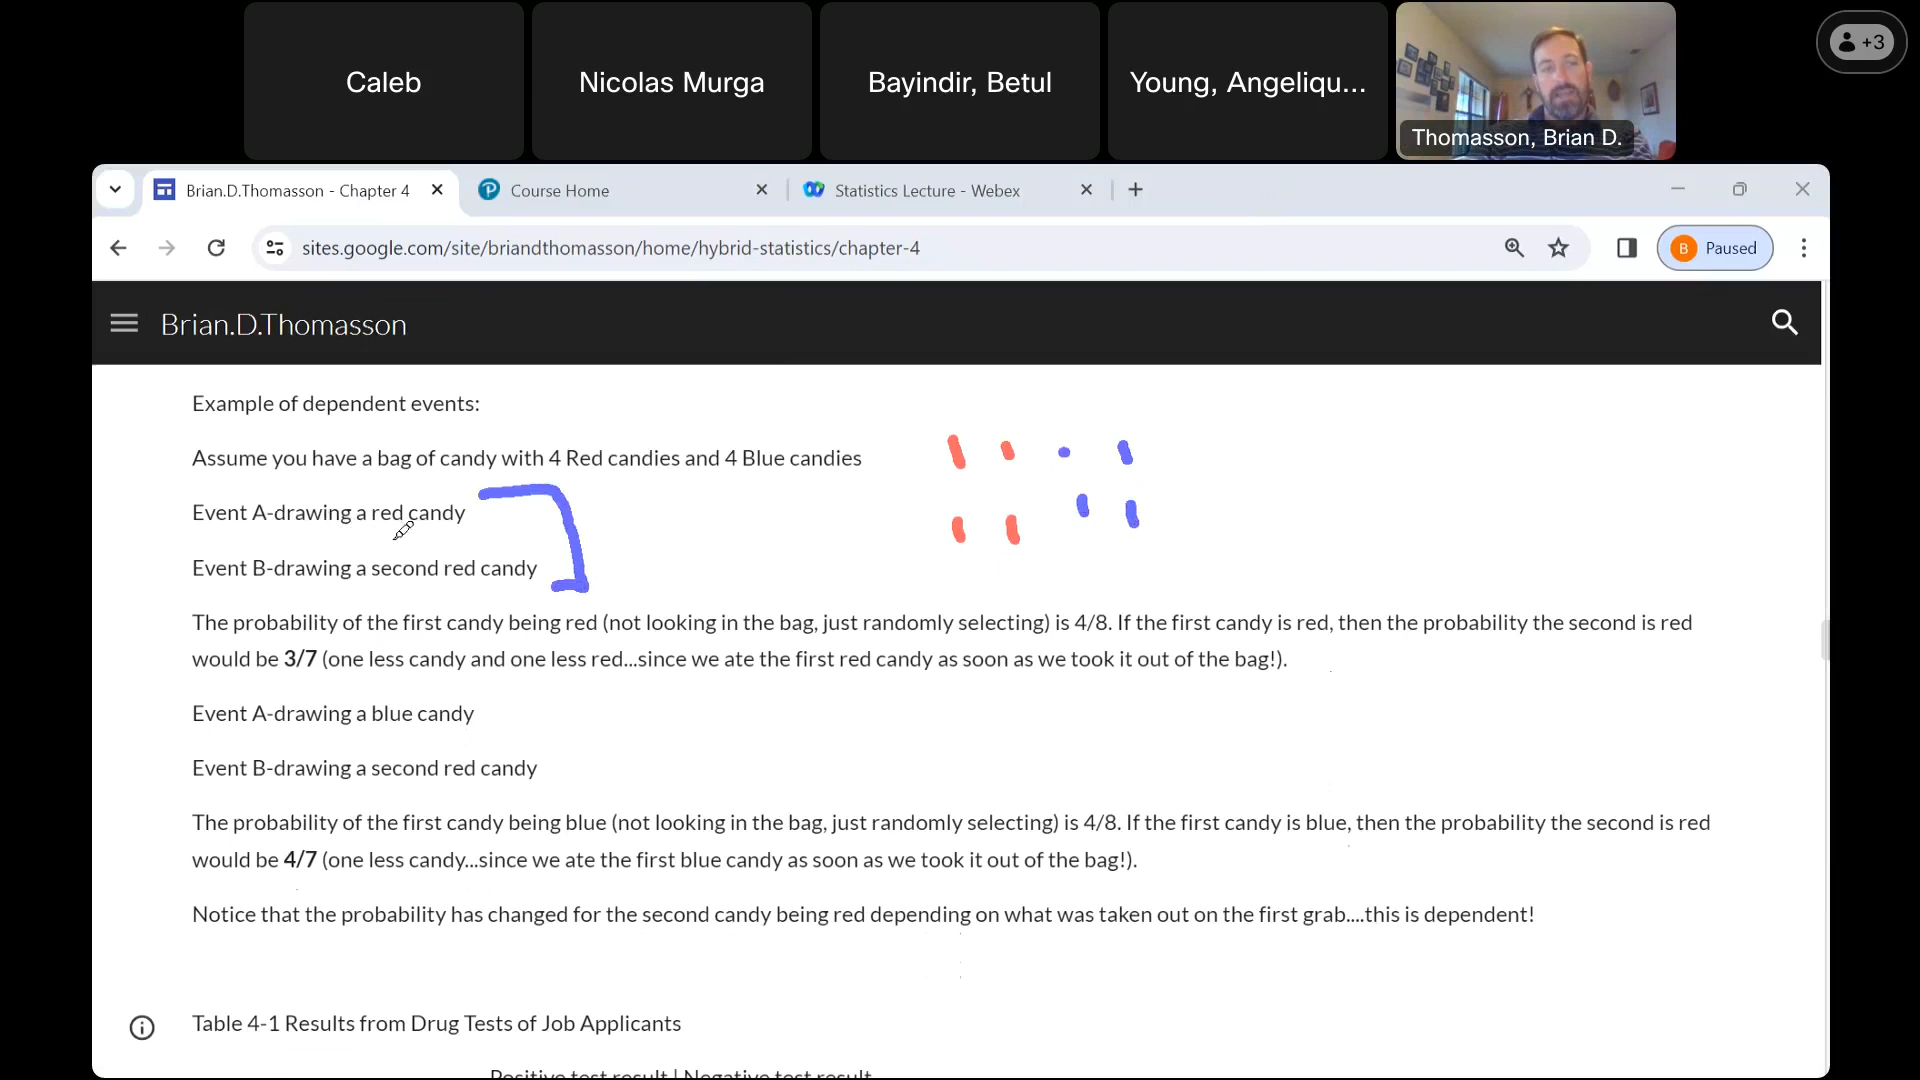 Caleb
Nicolas Murga
Bayindir, Betul
Young, Angeliqu...
Thomasson, Brian D.
+3
Brian.D.Thomasson - Chapter 4
Course Home
Statistics Lecture - Webex
sites.google.com/site/briandthomasson/home/hybrid-statistics/chapter-4
B
Paused
Brian.D.Thomasson
Example of dependent events:
Assume you have a bag of candy with 4 Red candies and 4 Blue candies
Event A-drawing a red candy
Event B-drawing a second red candy
The probability of the first candy being red (not looking in the bag, just randomly selecting) is 4/8. If the first candy is red, then the probability the second is red
would be 3/7 (one less candy and one less red...since we ate the first red candy as soon as we took it out of the bag!).
Event A-drawing a blue candy
Event B-drawing a second red candy
The probability of the first candy being blue (not looking in the bag, just randomly selecting) is 4/8. If the first candy is blue, then the probability the second is red
would be 4/7 (one less candy...since we ate the first blue candy as soon as we took it out of the bag!).
Notice that the probability has changed for the second candy being red depending on what was taken out on the first grab....this is dependent!
Table 4-1 Results from Drug Tests of Job Applicants
Positive test result | Negative test result